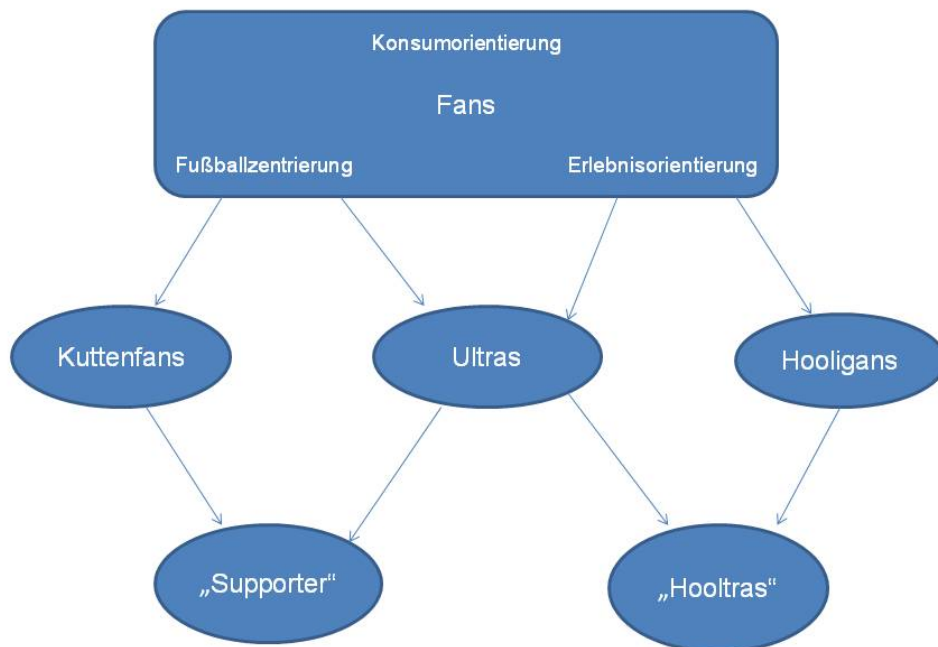 Konsumorientierung
Fans
Fußballzentrierung Erlebnisorientierung
Kuttenfans Ultras Hooligans
„Supporter“ „Hooltras“